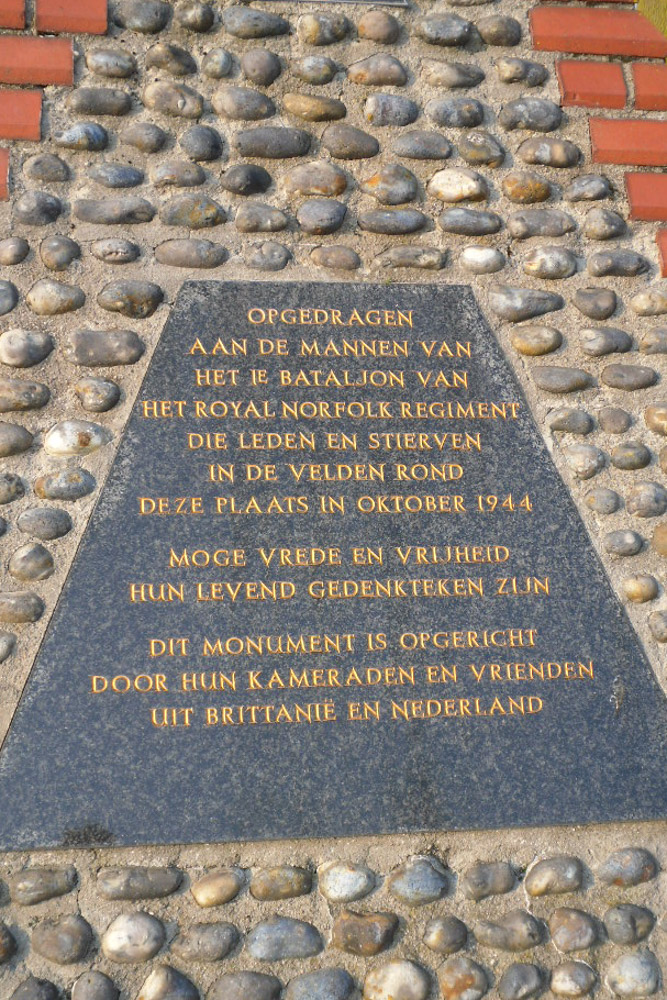 OPGEDRAGEN
AAN DE MANNEN VAN
HET 1E BATALJON VAN
HET ROYAL NORFOLK REGIMENT
DIE LEDEN EN STIERVEN
IN DE VELDEN ROND
DEZE PLAATS IN OKTOBER 1944
MOGE VREDE EN VRIJHEID
HUN LEVEND GEDENKTEKEN ZIJN
DIT MONUMENT IS OPGERICHT
DOOR HUN KAMERADEN EN VRIENDEN
UIT BRITTANIË EN NEDERLAND